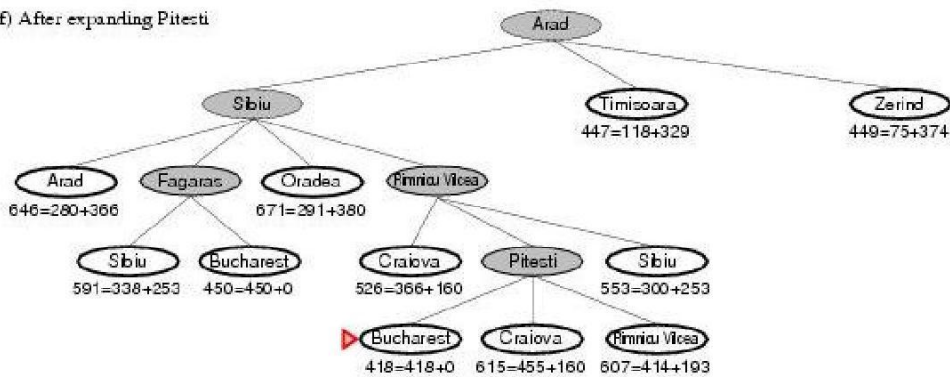 f) After expanding Pitesti
Arad
Sibiu
Timisoara
Zerind
447=118+329
449=75+374
Arad
Fagaras
Oradea
Rimnicu Vilcea
646=280+366
671=291+380
Sibiu
Bucharest
Craiova
Pitesti
Sibiu
591=338+253
450=450+0
526=366+160
553=300+253
Bucharest
Craiova
Rimnicu Vilcea
418=418+0
615=455+160
607=414+193